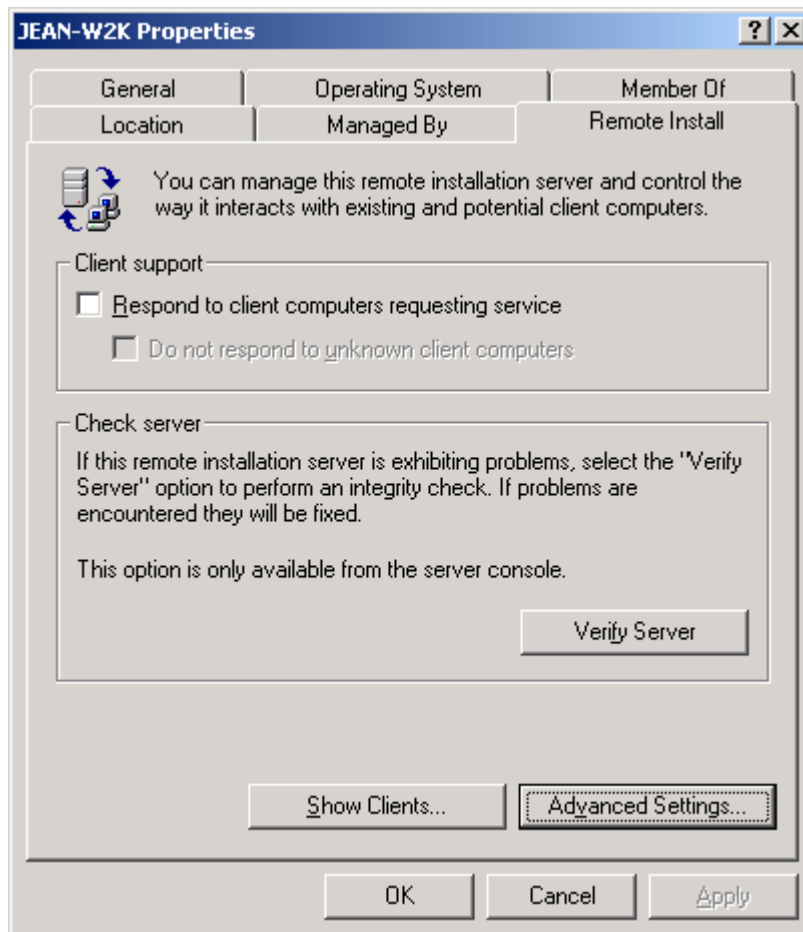 JEAN-W2K Properties
General
Operating System
Member Of
Location
Managed By
Remote Install
You can manage this remote installation server and control the
way it interacts with existing and potential client computers.
Client support
Respond to client computers requesting service
Do not respond to unknown client computers
Check server
If this remote installation server is exhibiting problems, select the "Verify
Server" option to perform an integrity check. If problems are
encountered they will be fixed.
This option is only available from the server console.
Verify Server
Show Clients...
Advanced Settings...
OK
Cancel
Apply